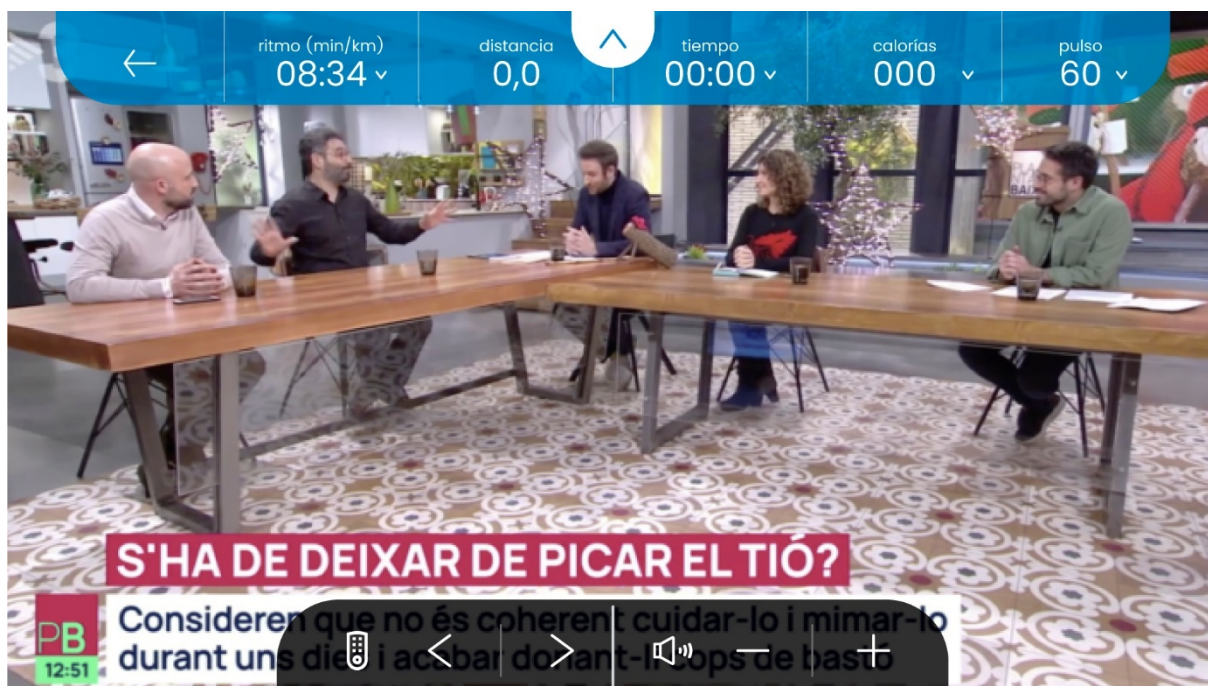 ritmo (min/km)
08:34
distancia
0,0
tiempo
00:00
calorías
000
pulso
60
BAD
S'HA DE DEIXAR DE PICAR EL TIÓ?
Consideren que no és coherent cuidar-lo i mimar-lo
durant uns dies i acabar donant-li cops de bastó
PB
12:51